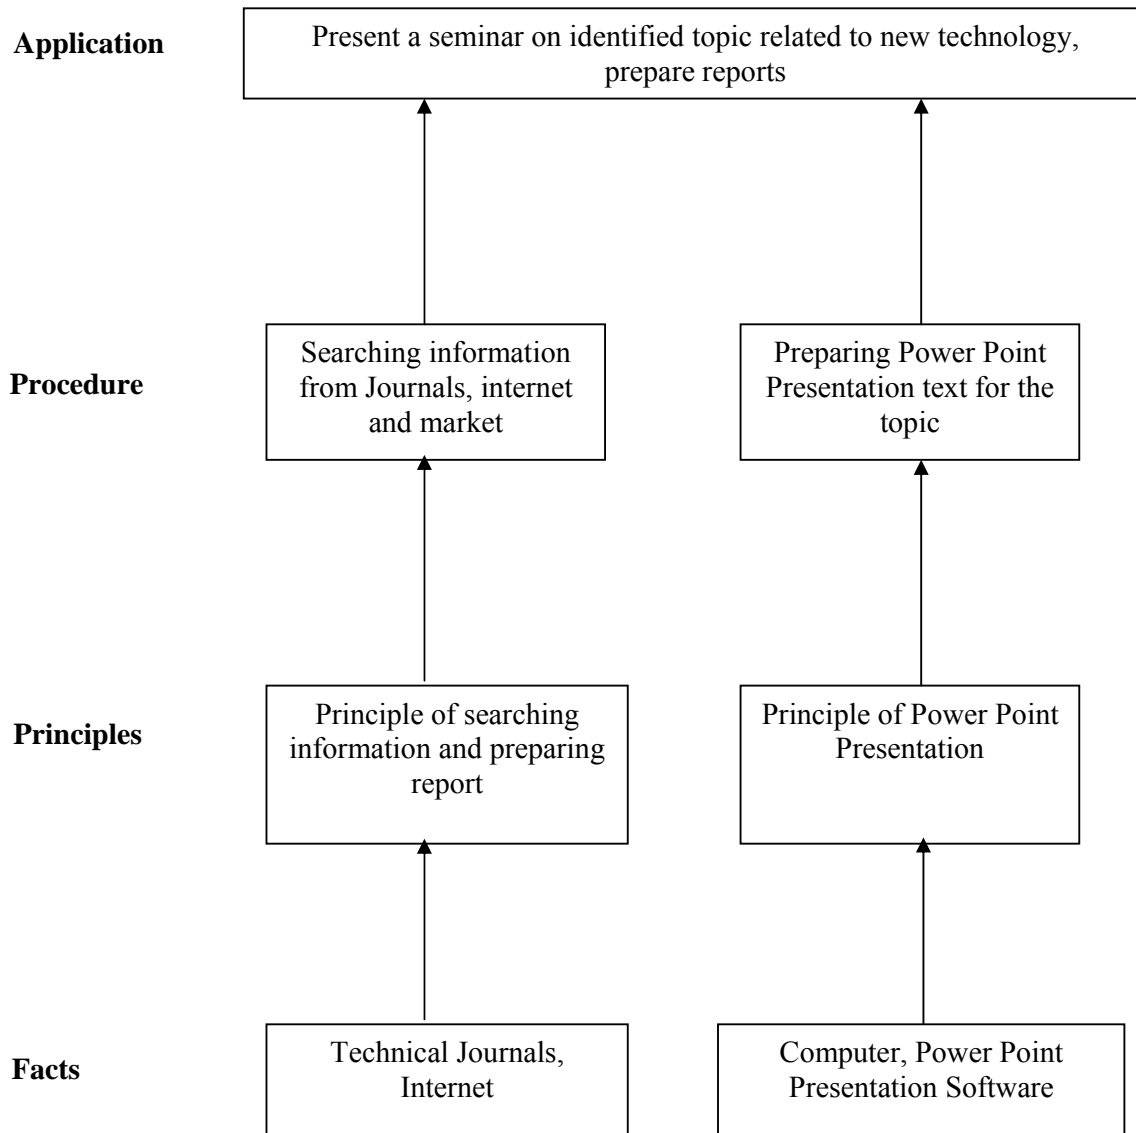 Application
Present a seminar on identified topic related to new technology,
prepare reports
Procedure
Searching information
from Journals, internet
and market
Preparing Power Point
Presentation text for the
topic
Principles
Principle of searching
information and preparing
report
Principle of Power Point
Presentation
Facts
Technical Journals,
Internet
Computer, Power Point
Presentation Software